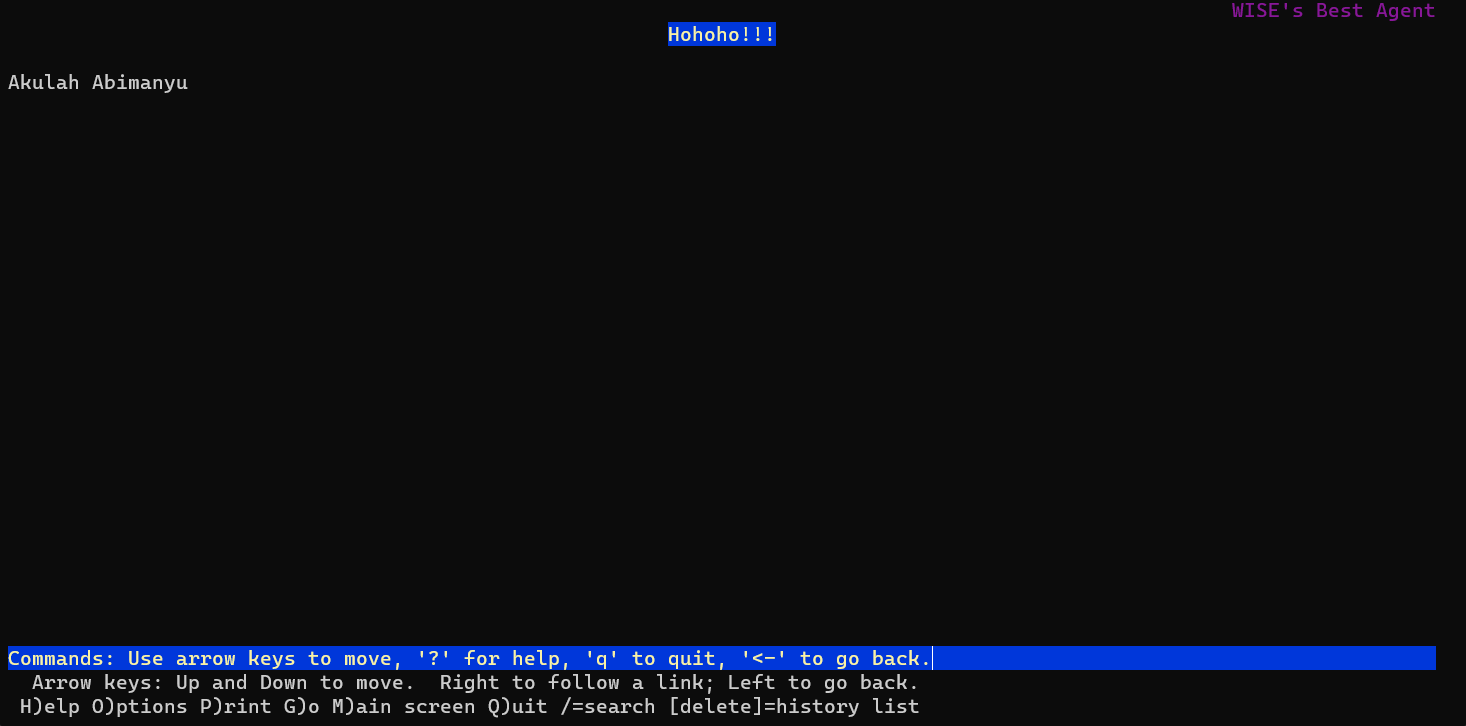 WISE's Best Agent
Hohoho!!!
Akulah Abimanyu
Commands: Use arrow keys to move, '?' for help, 'q' to quit, '<-' to go back.
Arrow keys: Up and Down to move.  Right to follow a link; Left to go back.
H)elp O)ptions P)rint G)o M)ain screen Q)uit /=search [delete]=history list